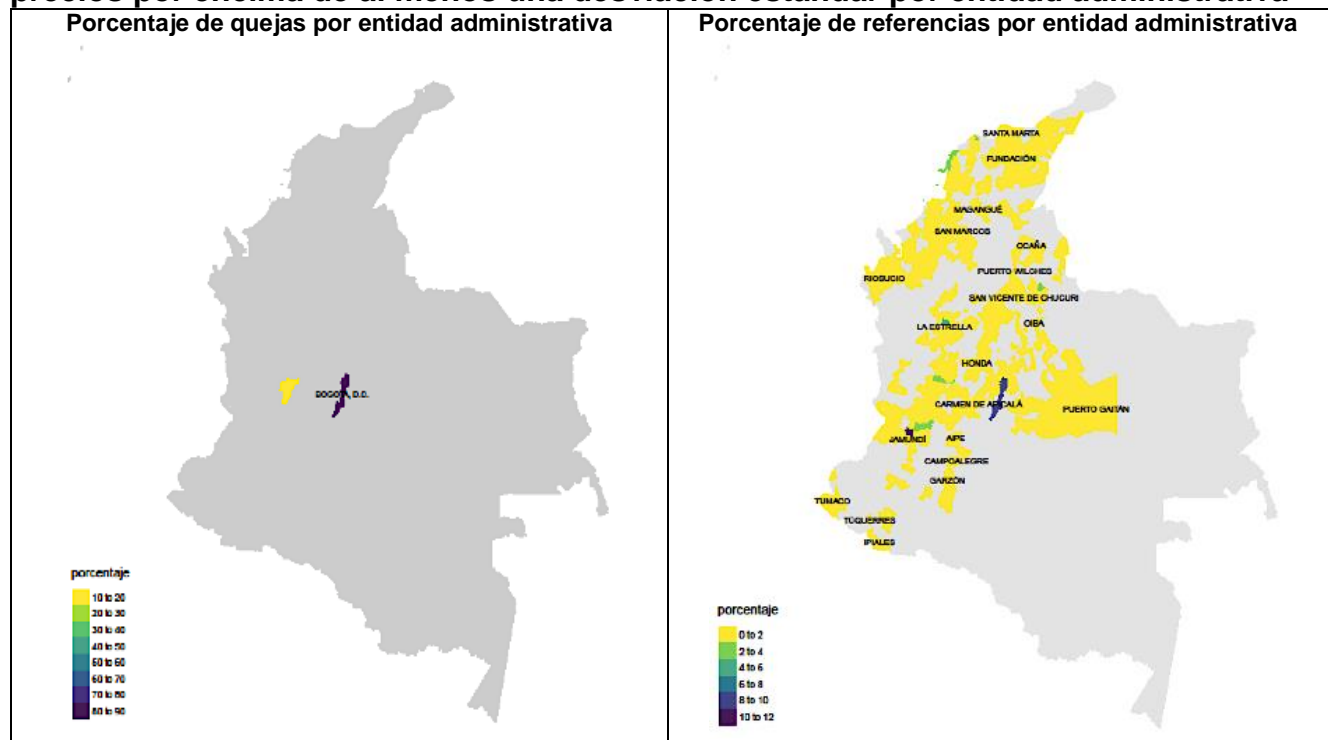 precios por encima de al menos una desviación estándar por entidad administrativa
Porcentaje de quejas por entidad administrativa
BOGOTÁ, D.C.
porcentaje
10 to 20
20 to 30
30 to 40
40 to 50
50 to 60
60 to 70
70 to 80
80 to 90
Porcentaje de referencias por entidad administrativa
SANTA MARTA
FUNDACIÓN
MAGANGUÉ
SAN MARCOS
OCAÑA
PUERTO WILCHES
RIOSUCIO
SAN VICENTE DE CHUCURI
LA ESTRELLA
OIBA
HONDA
CARMEN DE APICALÁ
PUERTO GAITÁN
JAMUNDÍ
AIPE
CAMPOALEGRE
GARZÓN
TUMACO
TÚQUERRES
IPIALES
porcentaje
0 to 2
2 to 4
4 to 6
6 to 8
8 to 10
10 to 12